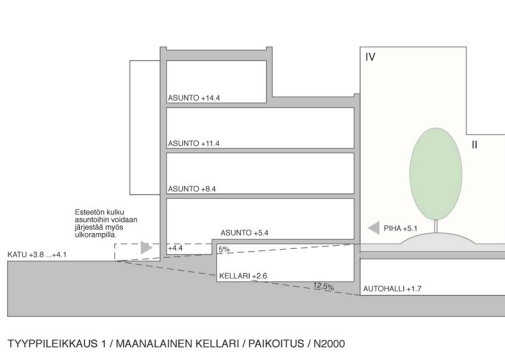 IV
ASUNTO +14.4
ASUNTO +11.4
II
ASUNTO +8.4
Esteetön kulku
asuntoihin voidaan
järjestää myös
ulkorampilla.
ASUNTO +5.4
PIHA +5.1
+4.4
5%
KATU +3.8 ...+4.1
KELLARI +2.6
12.5%
AUTOHALLI +1.7
TYYPPILEIKKAUS 1 / MAANALAINEN KELLARI / PAIKOITUS / N2000